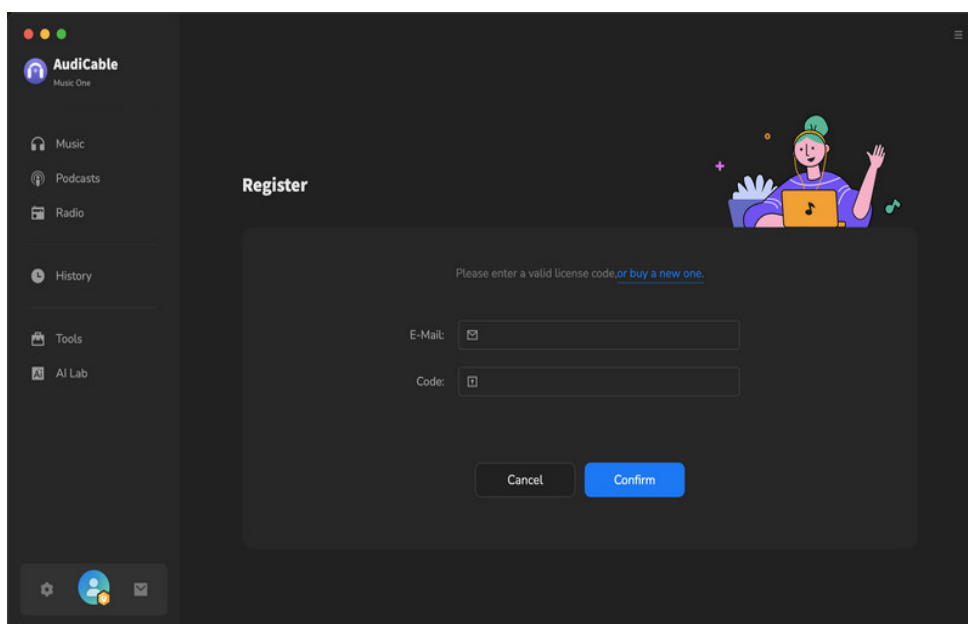 AudiCable
Music One
Music
Podcasts
Radio
History
Tools
Ai
AI Lab
Register
Please enter a valid license code,or buy a new one.
E-Mail:
Code:
Cancel
Confirm